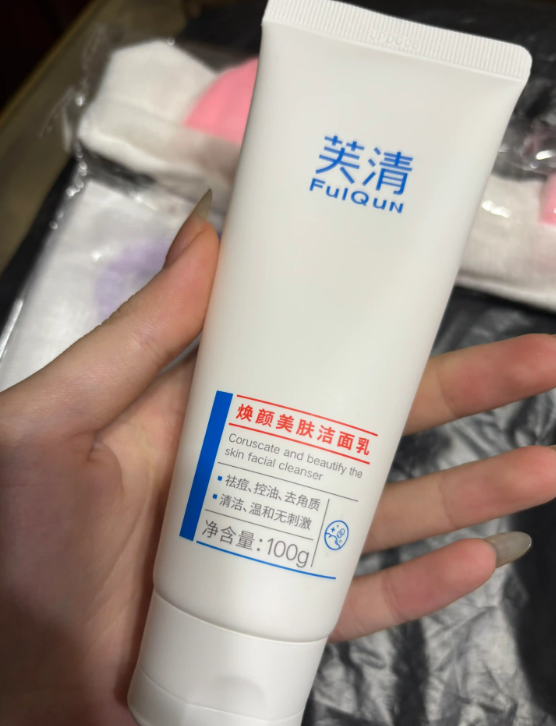 芙清
FulQuN
焕颜美肤洁面乳
Coruscate and beautify the
skin facial cleanser
祛痘、控油、去角质
清洁、温和无刺激
净含量:100g